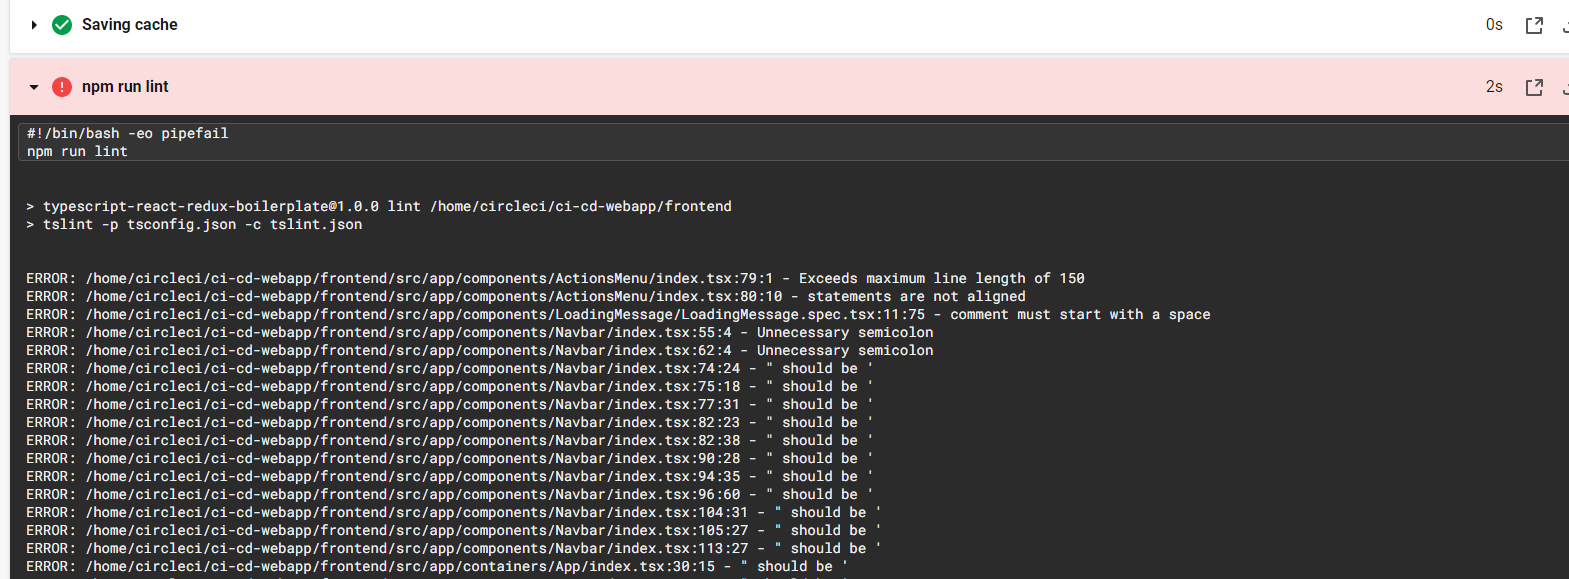 Saving cache 0s
npm run lint 2s
#!/bin/bash -eo pipefail
npm run lint
> typescript-react-redux-boilerplate@1.0.0 lint /home/circleci/ci-cd-webapp/frontend
> tslint -p tsconfig.json -c tslint.json
ERROR: /home/circleci/ci-cd-webapp/frontend/src/app/components/ActionsMenu/index.tsx:79:1 - Exceeds maximum line length of 150
ERROR: /home/circleci/ci-cd-webapp/frontend/src/app/components/ActionsMenu/index.tsx:80:10 - statements are not aligned
ERROR: /home/circleci/ci-cd-webapp/frontend/src/app/components/LoadingMessage/LoadingMessage.spec.tsx:11:75 - comment must start with a space
ERROR: /home/circleci/ci-cd-webapp/frontend/src/app/components/Navbar/index.tsx:55:4 - Unnecessary semicolon
ERROR: /home/circleci/ci-cd-webapp/frontend/src/app/components/Navbar/index.tsx:62:4 - Unnecessary semicolon
ERROR: /home/circleci/ci-cd-webapp/frontend/src/app/components/Navbar/index.tsx:74:24 - " should be '
ERROR: /home/circleci/ci-cd-webapp/frontend/src/app/components/Navbar/index.tsx:75:18 - " should be '
ERROR: /home/circleci/ci-cd-webapp/frontend/src/app/components/Navbar/index.tsx:77:31 - " should be '
ERROR: /home/circleci/ci-cd-webapp/frontend/src/app/components/Navbar/index.tsx:82:23 - " should be '
ERROR: /home/circleci/ci-cd-webapp/frontend/src/app/components/Navbar/index.tsx:82:38 - " should be '
ERROR: /home/circleci/ci-cd-webapp/frontend/src/app/components/Navbar/index.tsx:90:28 - " should be '
ERROR: /home/circleci/ci-cd-webapp/frontend/src/app/components/Navbar/index.tsx:94:35 - " should be '
ERROR: /home/circleci/ci-cd-webapp/frontend/src/app/components/Navbar/index.tsx:96:60 - " should be '
ERROR: /home/circleci/ci-cd-webapp/frontend/src/app/components/Navbar/index.tsx:104:31 - " should be '
ERROR: /home/circleci/ci-cd-webapp/frontend/src/app/components/Navbar/index.tsx:105:27 - " should be '
ERROR: /home/circleci/ci-cd-webapp/frontend/src/app/components/Navbar/index.tsx:113:27 - " should be '
ERROR: /home/circleci/ci-cd-webapp/frontend/src/app/containers/App/index.tsx:30:15 - " should be '